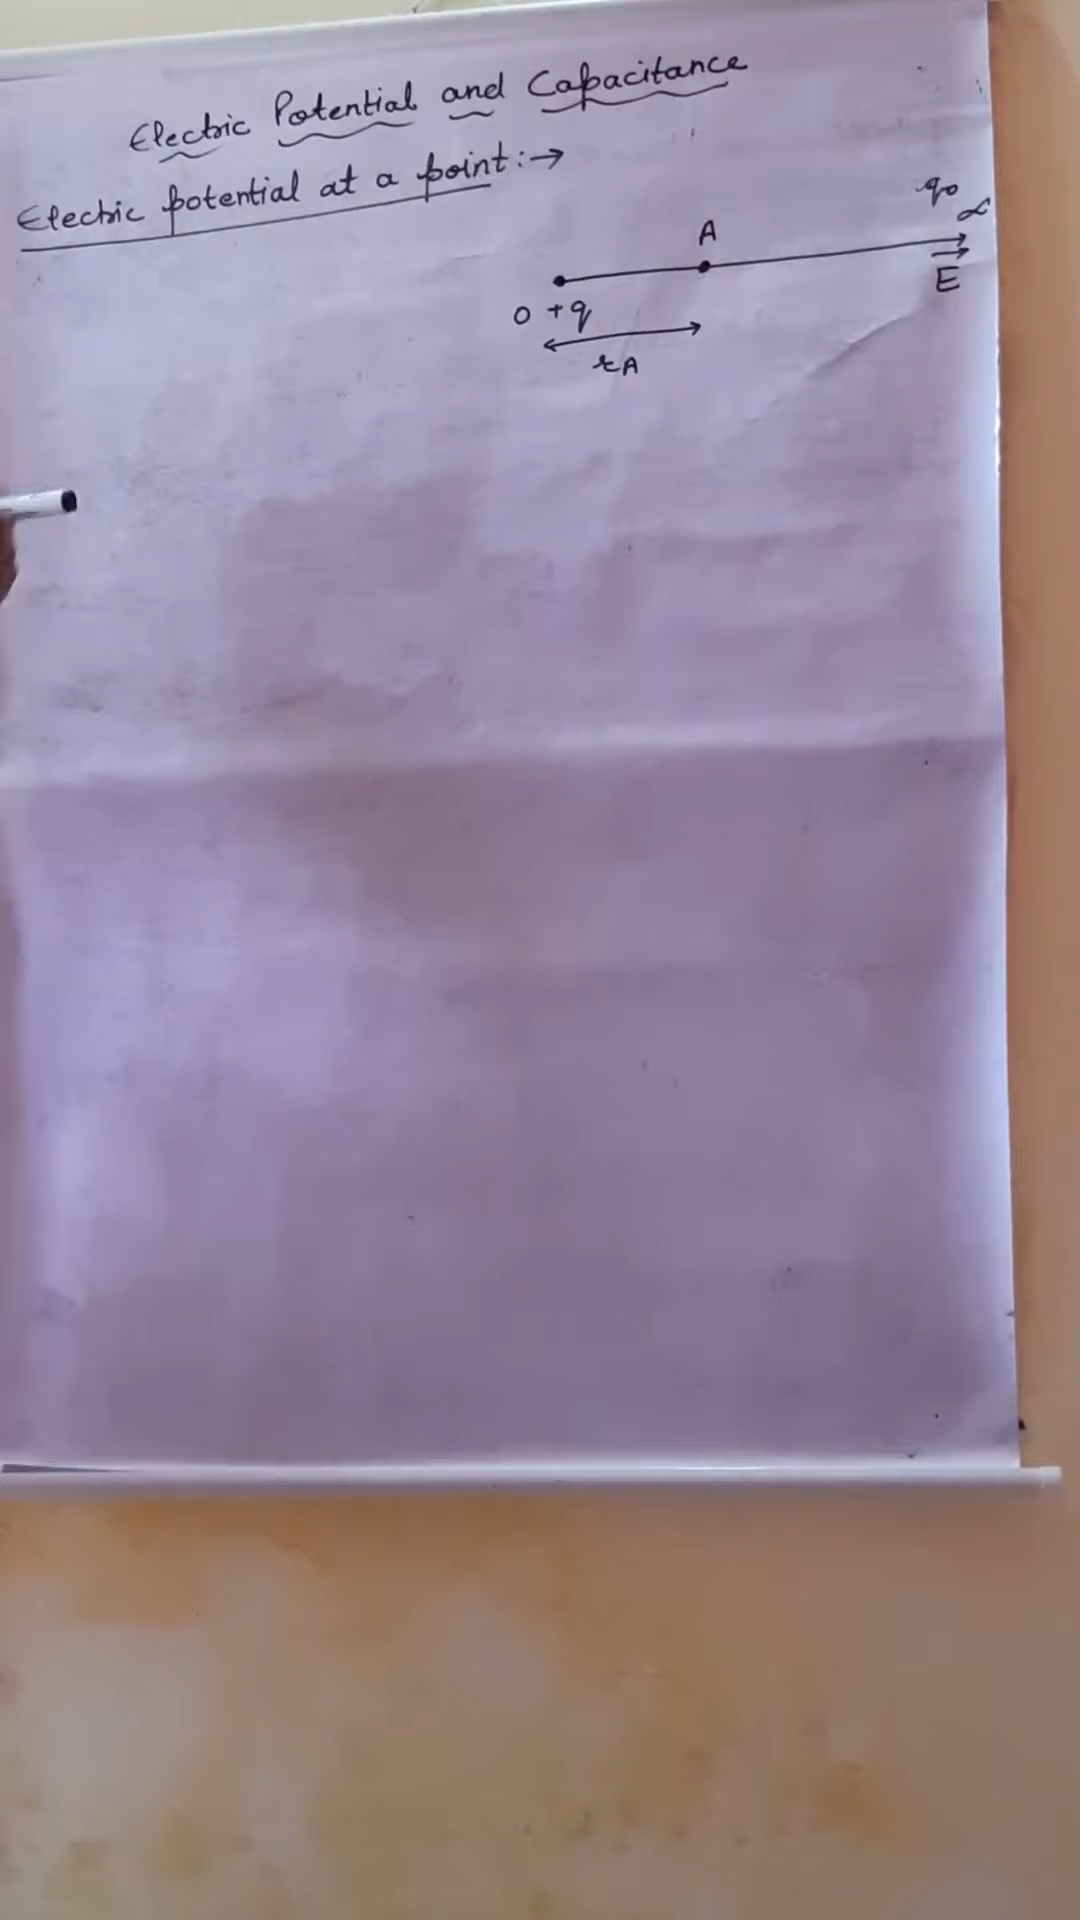 Electric Potential and Capacitance
Electric potential at a point:→
A
q₀
∝
E
O +q
rA